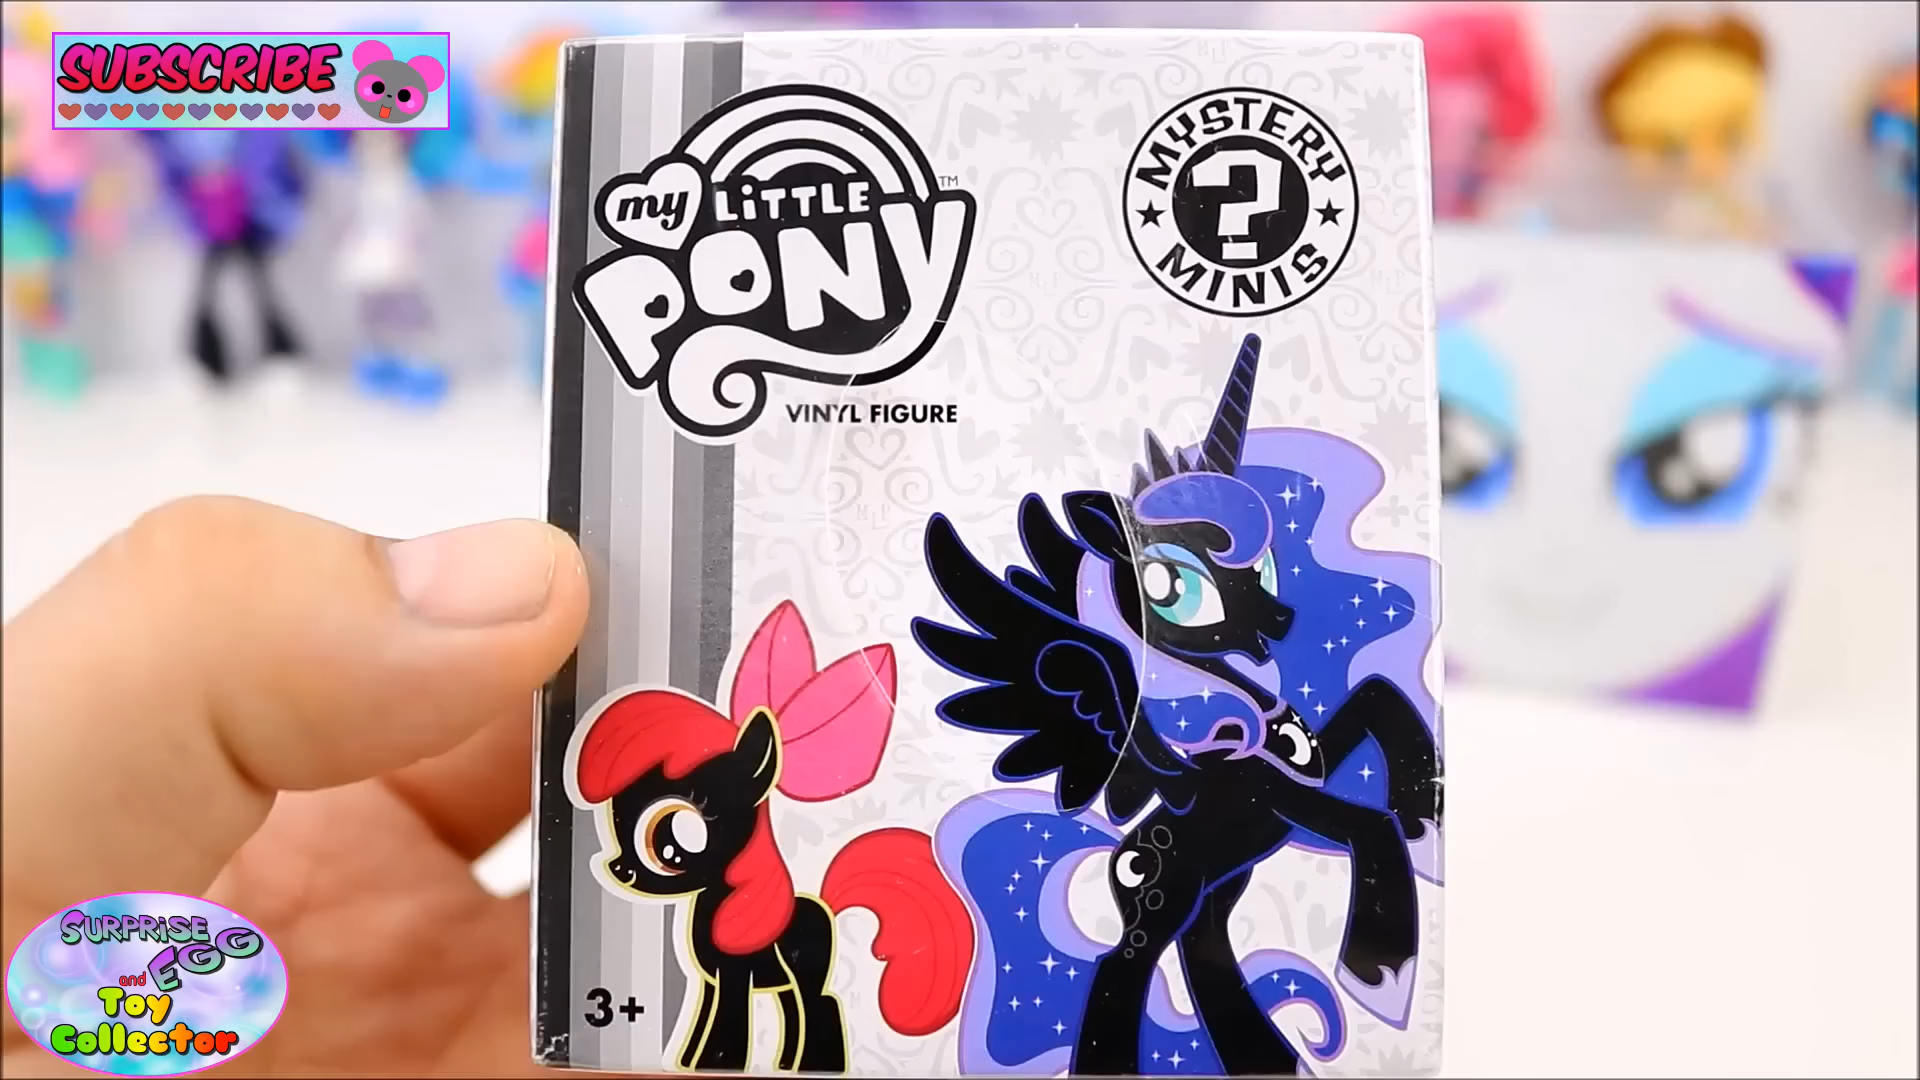 SUBSCRIBE
my LiTTLE
PONY
TM
VINYL FIGURE
MYSTERY
?
MINIS
3+
SURPRiSE
EGG
and
Toy
Collector